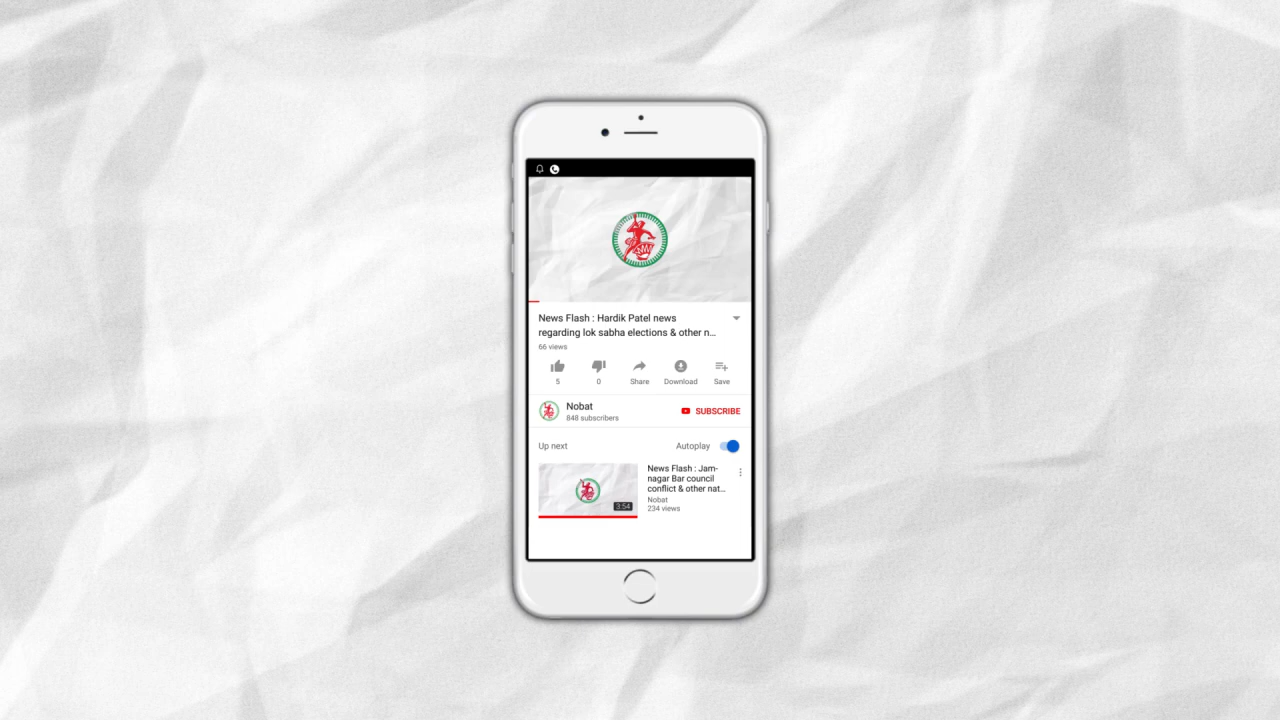 News Flash : Hardik Patel news
regarding lok sabha elections & other n...
66 views
5
0
Share
Download
Save
Nobat
848 subscribers
SUBSCRIBE
Up next
Autoplay
News Flash : Jam-
nagar Bar council
conflict & other nat...
Nobat
234 views
3:54